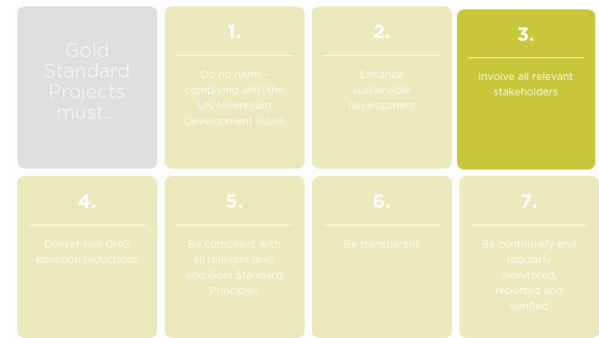 Gold
Standard
Projects
must...
1.
Do no harm -
complying with the
UN Millennium
Development Goals
2.
Enhance
sustainable
development
3.
Involve all relevant
stakeholders
4.
Deliver real GHG
emission reductions
5.
Be compliant with
all relevant laws
and Gold Standard
Principles
6.
Be transparent
7.
Be continually and
regularly
monitored,
reported and
verified